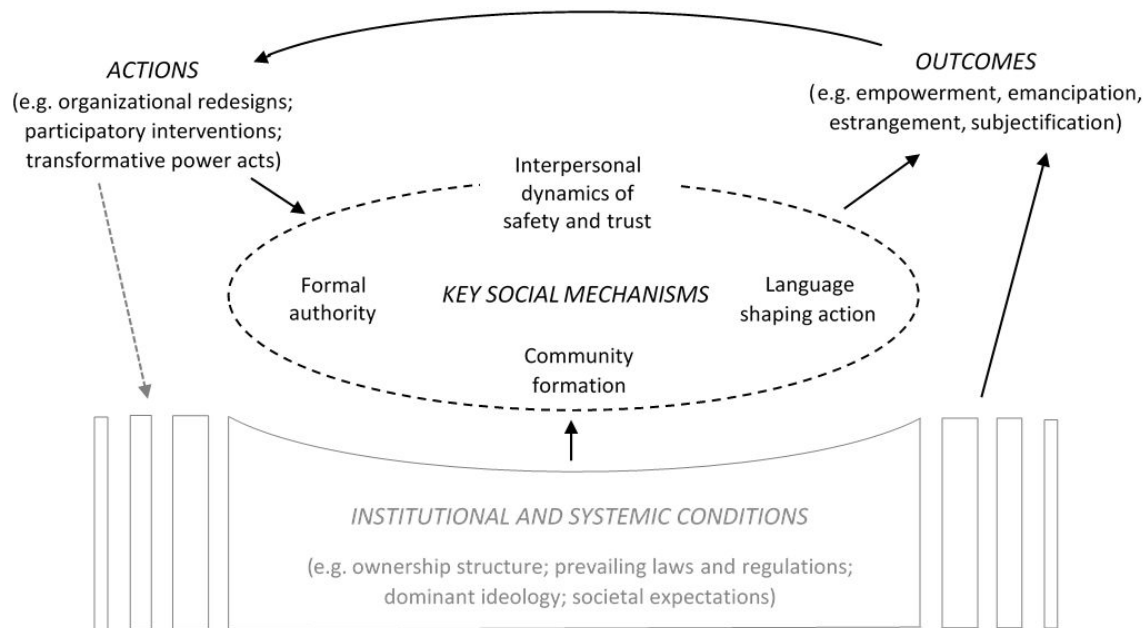 ACTIONS
(e.g. organizational redesigns;
participatory interventions;
transformative power acts)
OUTCOMES
(e.g. empowerment, emancipation,
estrangement, subjectification)
Interpersonal
dynamics of
safety and trust
Formal
authority
KEY SOCIAL MECHANISMS
Language
shaping action
Community
formation
INSTITUTIONAL AND SYSTEMIC CONDITIONS
(e.g. ownership structure; prevailing laws and regulations;
dominant ideology; societal expectations)